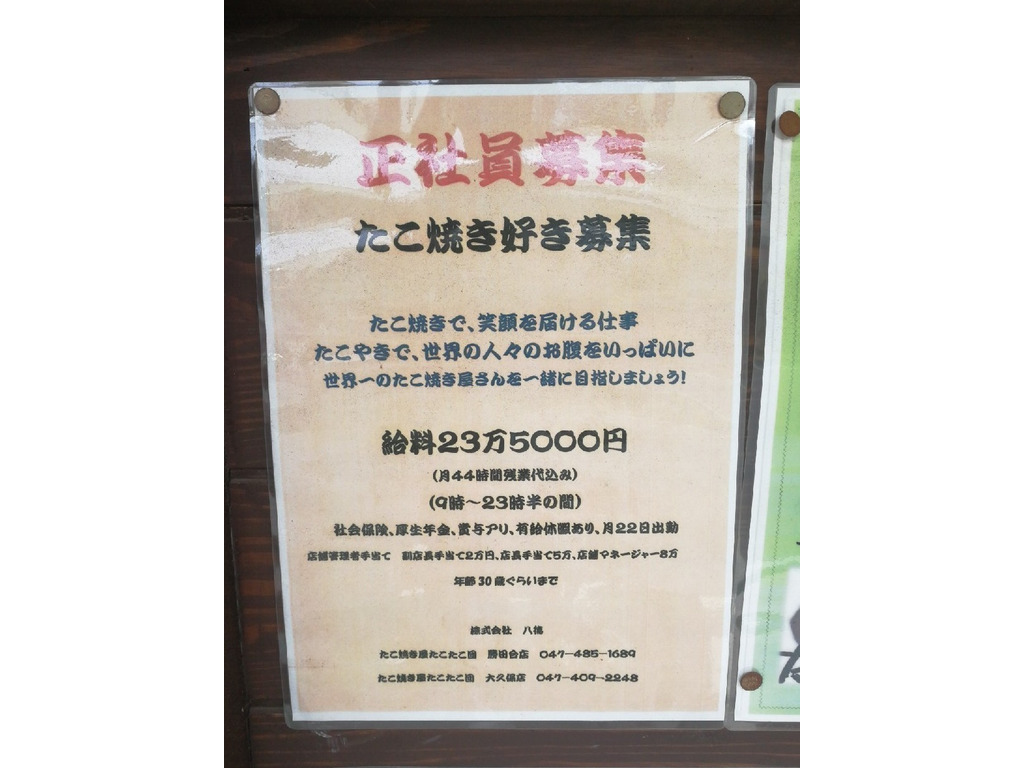 正社員募集
たこ焼き好き募集
たこ焼きで、笑顔を届ける仕事
たこやきで、世界の人々のお腹をいっぱいに
世界一のたこ焼き屋さんを一緒に目指しましょう!
給料23万5000円
(月44時間残業代込み)
(9時〜23時半の間)
社会保険、厚生年金、賞与アリ、有給休暇あり、月22日出勤
店舗管理者手当て 副店長手当て2万円、店長手当て5万、店舗マネージャー8万
年齢30歳ぐらいまで
株式会社
たこ焼き屋たこたこ団 勝田台店 047-485-1689
たこ焼き屋たこたこ団 大久保店 047-409-2248